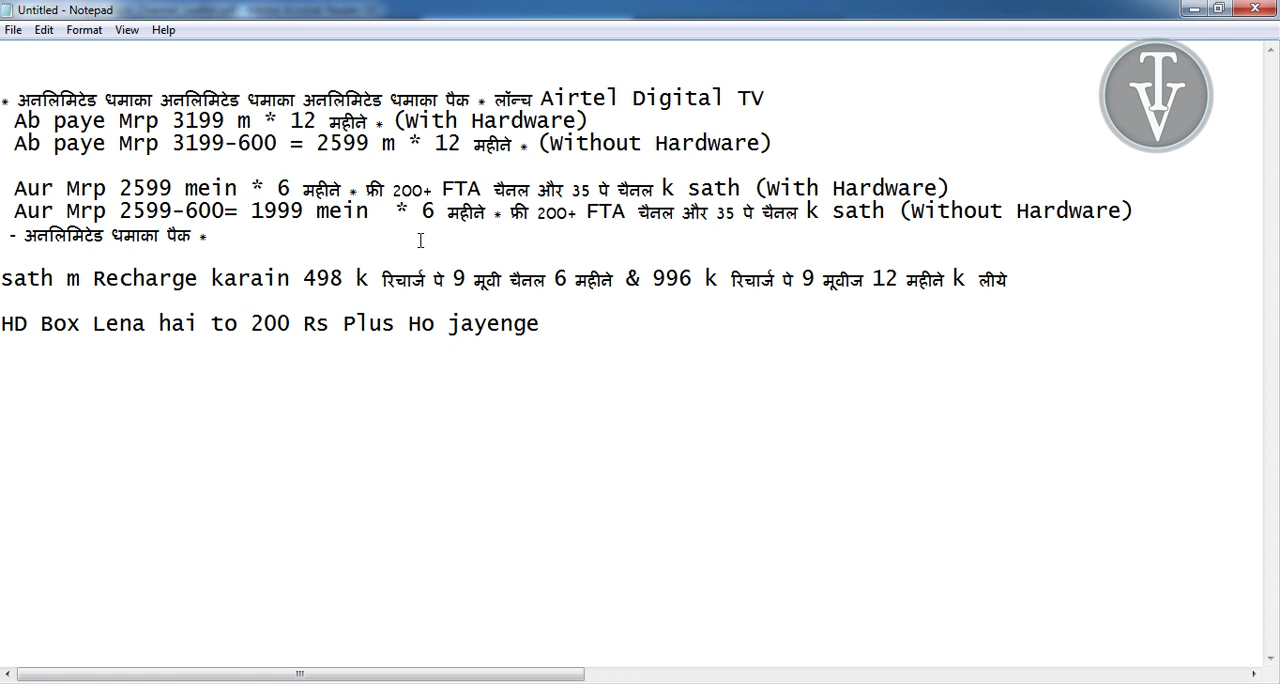 Untitled - Notepad
File Edit Format View Help
* अनलिमिटेड धमाका अनलिमिटेड धमाका अनलिमिटेड धमाका पैक * लॉन्च Airtel Digital TV
Ab paye Mrp 3199 m * 12 महीने * (With Hardware)
Ab paye Mrp 3199-600 = 2599 m * 12 महीने * (Without Hardware)
Aur Mrp 2599 mein * 6 महीने * फ्री 200+ FTA चैनल और 35 पे चैनल k sath (With Hardware)
Aur Mrp 2599-600= 1999 mein * 6 महीने * फ्री 200+ FTA चैनल और 35 पे चैनल k sath (Without Hardware)
- अनलिमिटेड धमाका पैक *
sath m Recharge karain 498 k रिचार्ज पे 9 मूवी चैनल 6 महीने & 996 k रिचार्ज पे 9 मूवीज 12 महीने k लीये
HD Box Lena hai to 200 Rs Plus Ho jayenge
TV